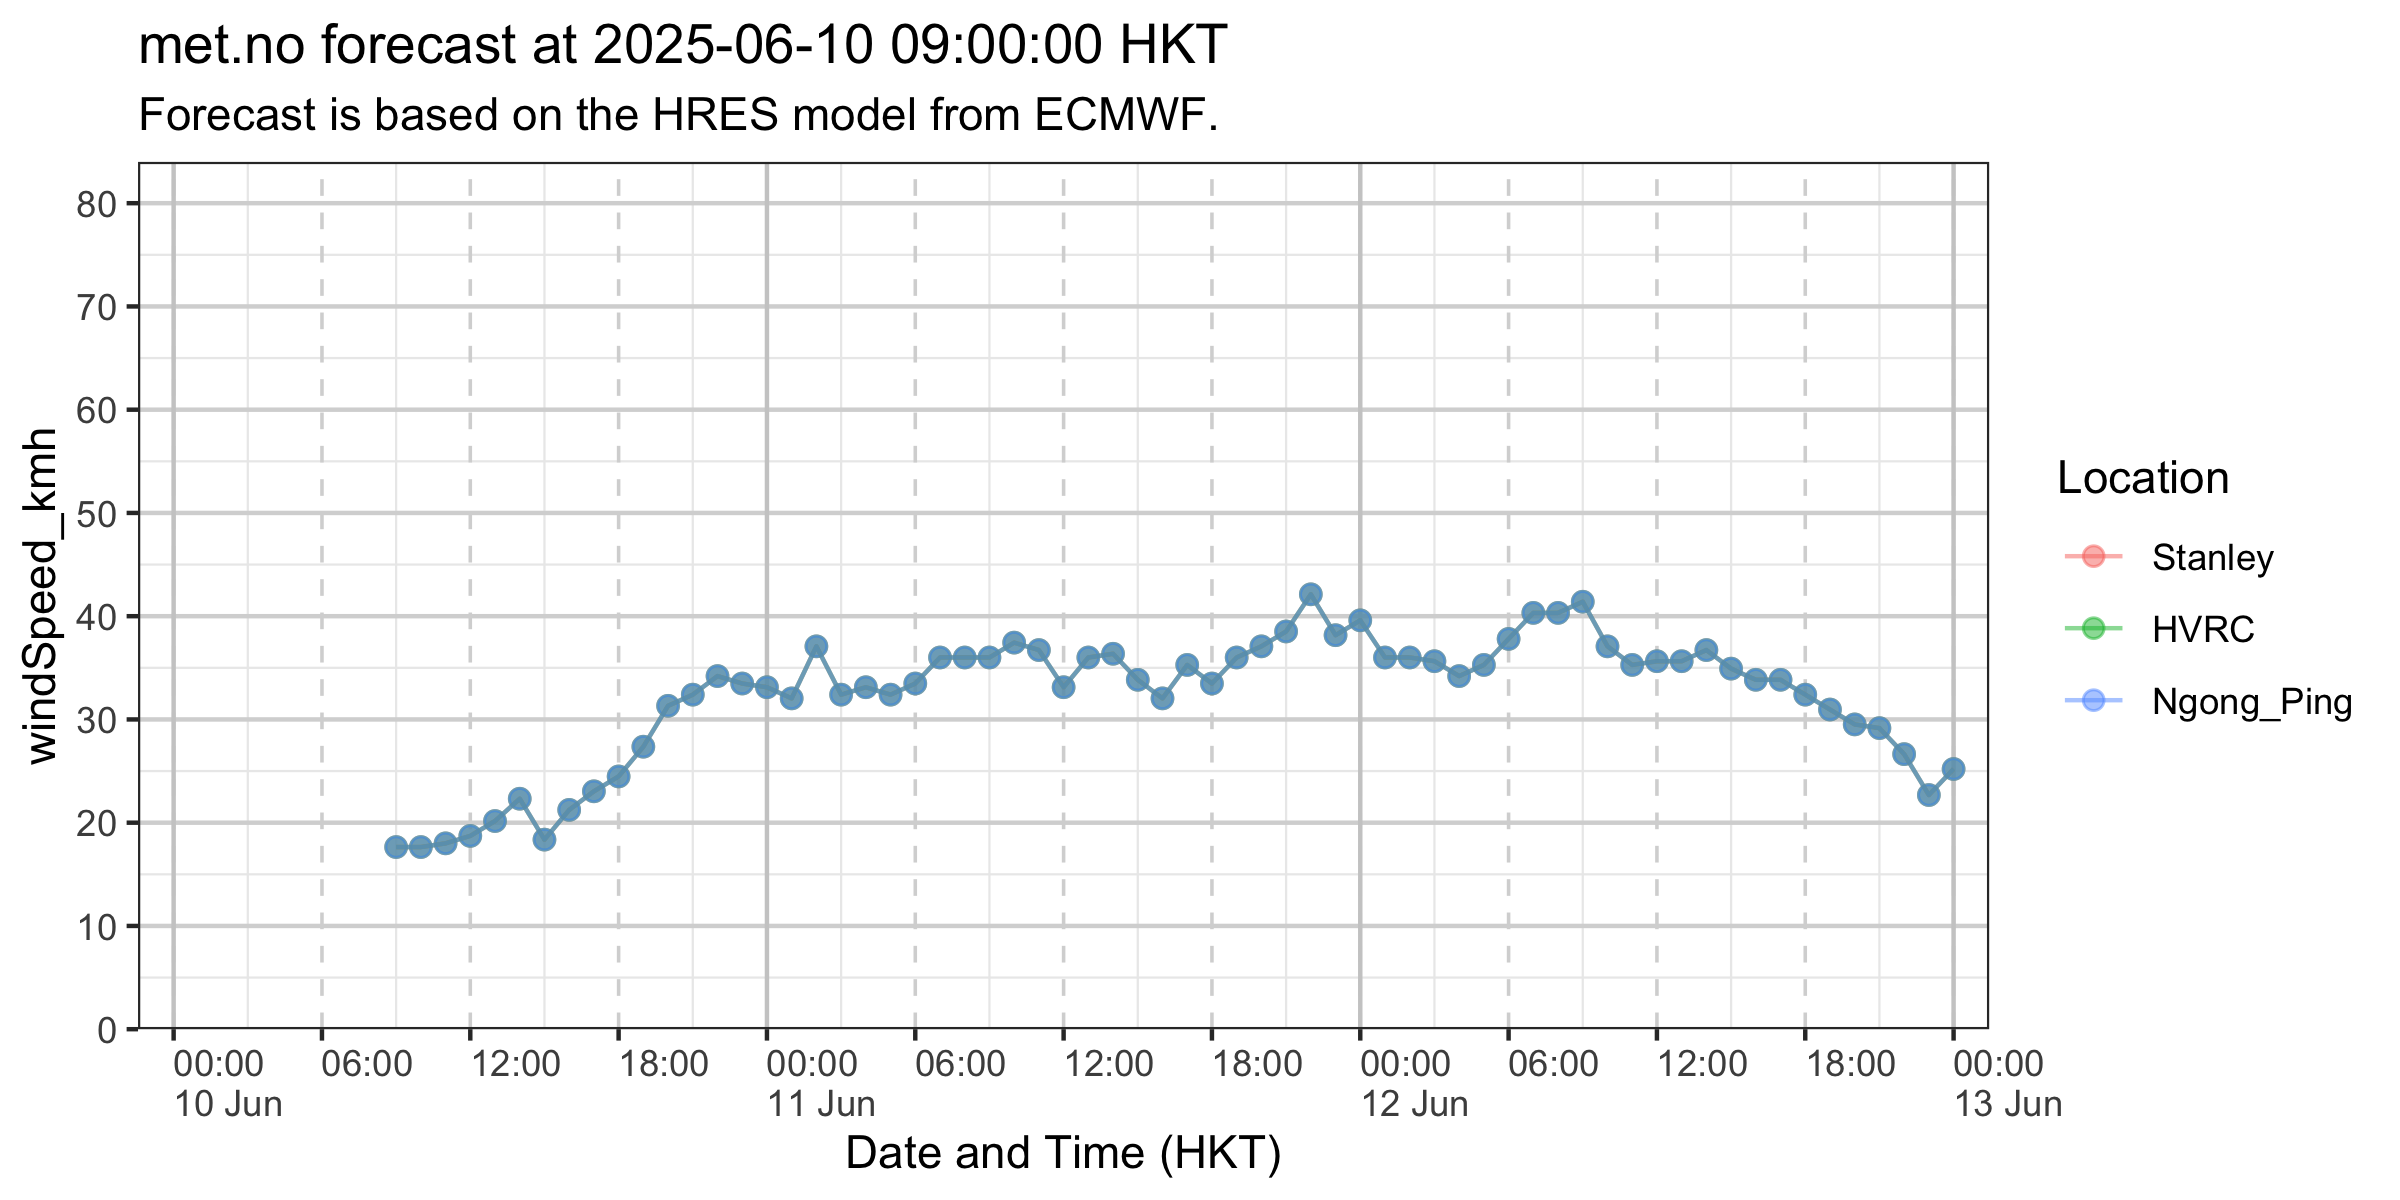 met.no forecast at 2025-06-10 09:00:00 HKT
Forecast is based on the HRES model from ECMWF.
windSpeed_kmh
80
70
60
50
40
30
20
10
0
00:00 06:00 12:00 18:00 00:00 06:00 12:00 18:00 00:00 06:00 12:00 18:00 00:00
10 Jun 11 Jun 12 Jun 13 Jun
Date and Time (HKT)
Location
Stanley
HVRC
Ngong_Ping